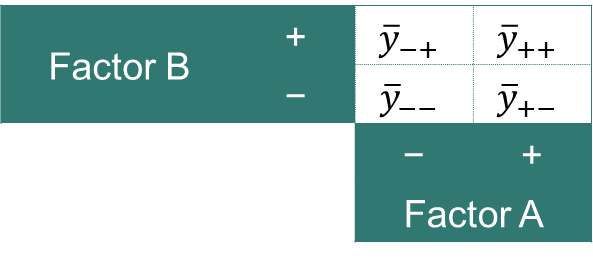 Factor B + ȳ₋₊ ȳ₊₊
− ȳ₋₋ ȳ₊₋
− +
Factor A